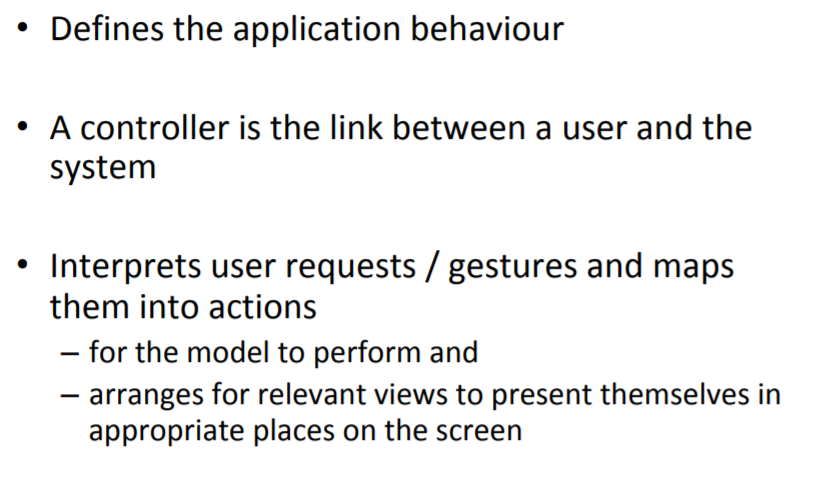 • Defines the application behaviour
• A controller is the link between a user and the
system
• Interprets user requests / gestures and maps
them into actions
– for the model to perform and
– arranges for relevant views to present themselves in
appropriate places on the screen